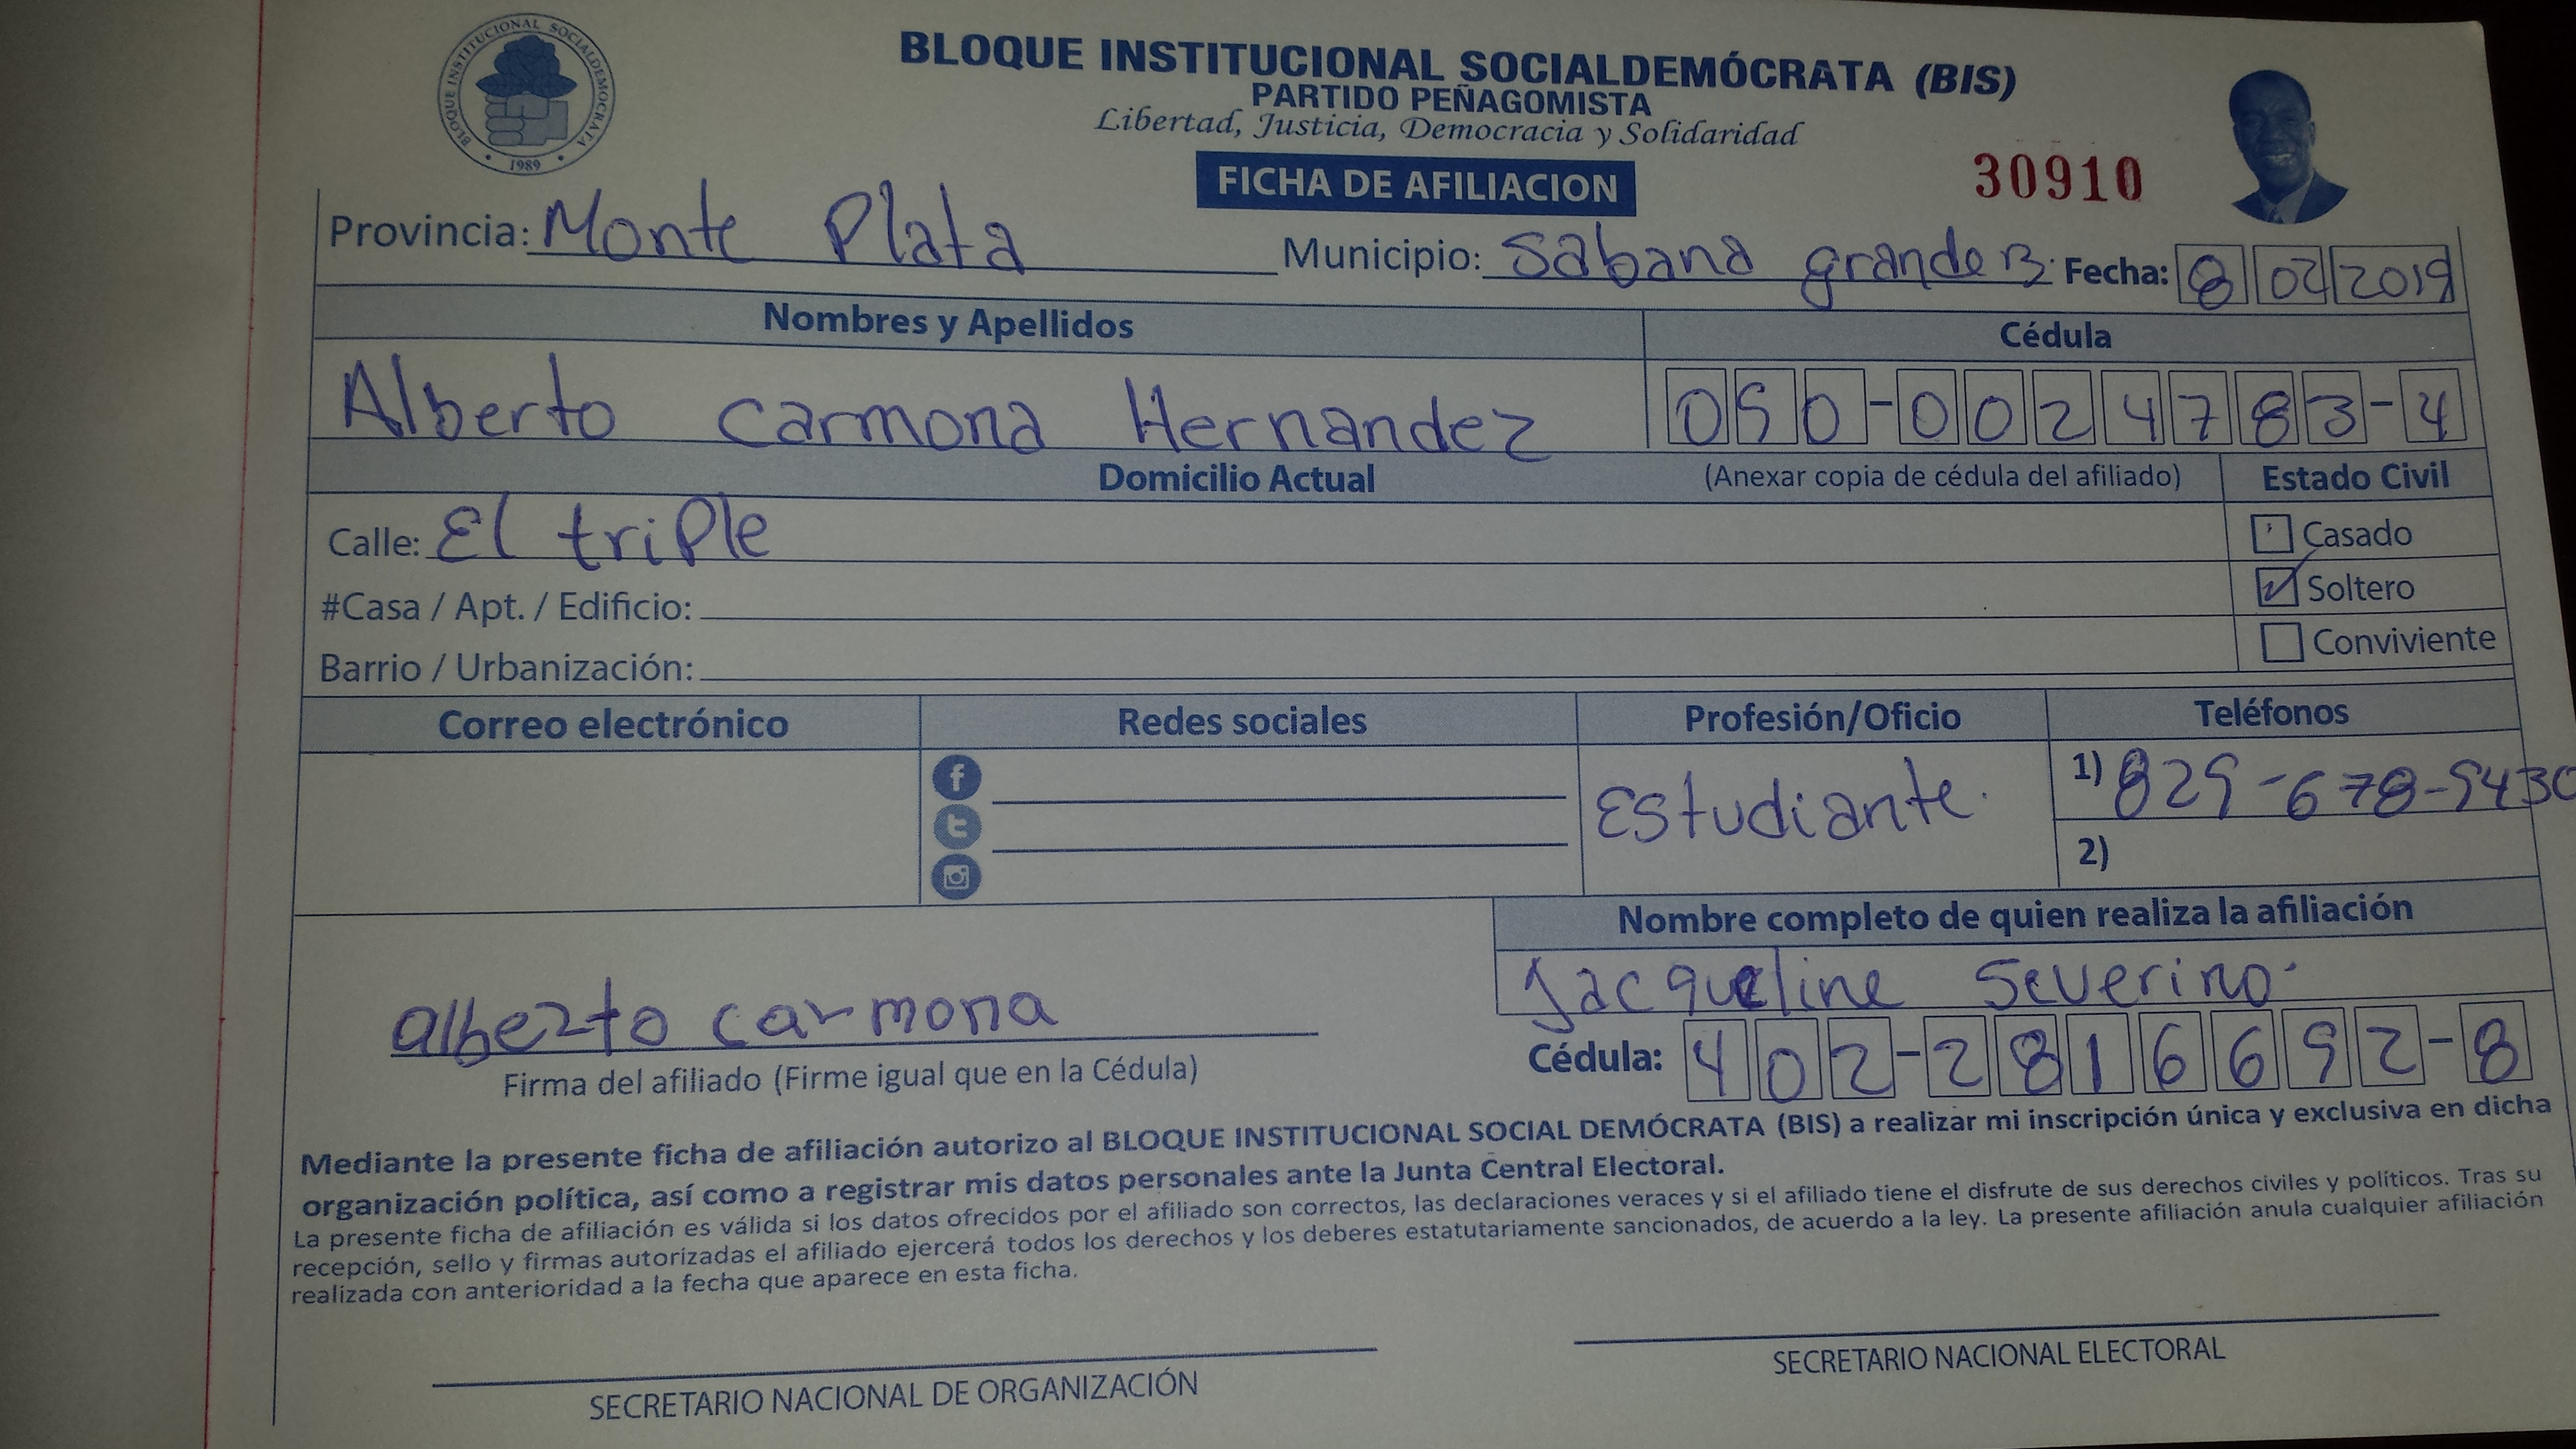 BLOQUE INSTITUCIONAL SOCIALDEMOCRATA
1989
BLOQUE INSTITUCIONAL SOCIALDEMÓCRATA (BIS)
PARTIDO PEÑAGOMISTA
Libertad, Justicia, Democracia y Solidaridad
FICHA DE AFILIACION
30910
Provincia: Monte Plata Municipio: Sabana grande B. Fecha: 8 02 2019
Nombres y Apellidos Cédula
Alberto Carmona Hernandez 090-0024783-4
Domicilio Actual (Anexar copia de cédula del afiliado) Estado Civil
Calle: El triple
Casado
#Casa / Apt. / Edificio:
Soltero
Barrio / Urbanización:
Conviviente
Correo electrónico Redes sociales Profesión/Oficio Teléfonos
Estudiante.
1) 829-678-9430
2)
Nombre completo de quien realiza la afiliación
Jacqueline Severino.
alberto carmona
Firma del afiliado (Firme igual que en la Cédula)
Cédula: 402-2816692-8
Mediante la presente ficha de afiliación autorizo al BLOQUE INSTITUCIONAL SOCIAL DEMÓCRATA (BIS) a realizar mi inscripción única y exclusiva en dicha
organización política, así como a registrar mis datos personales ante la Junta Central Electoral.
La presente ficha de afiliación es válida si los datos ofrecidos por el afiliado son correctos, las declaraciones veraces y si el afiliado tiene el disfrute de sus derechos civiles y políticos. Tras su
recepción, sello y firmas autorizadas el afiliado ejercerá todos los derechos y los deberes estatutariamente sancionados, de acuerdo a la ley. La presente afiliación anula cualquier afiliación
realizada con anterioridad a la fecha que aparece en esta ficha.
SECRETARIO NACIONAL DE ORGANIZACIÓN
SECRETARIO NACIONAL ELECTORAL